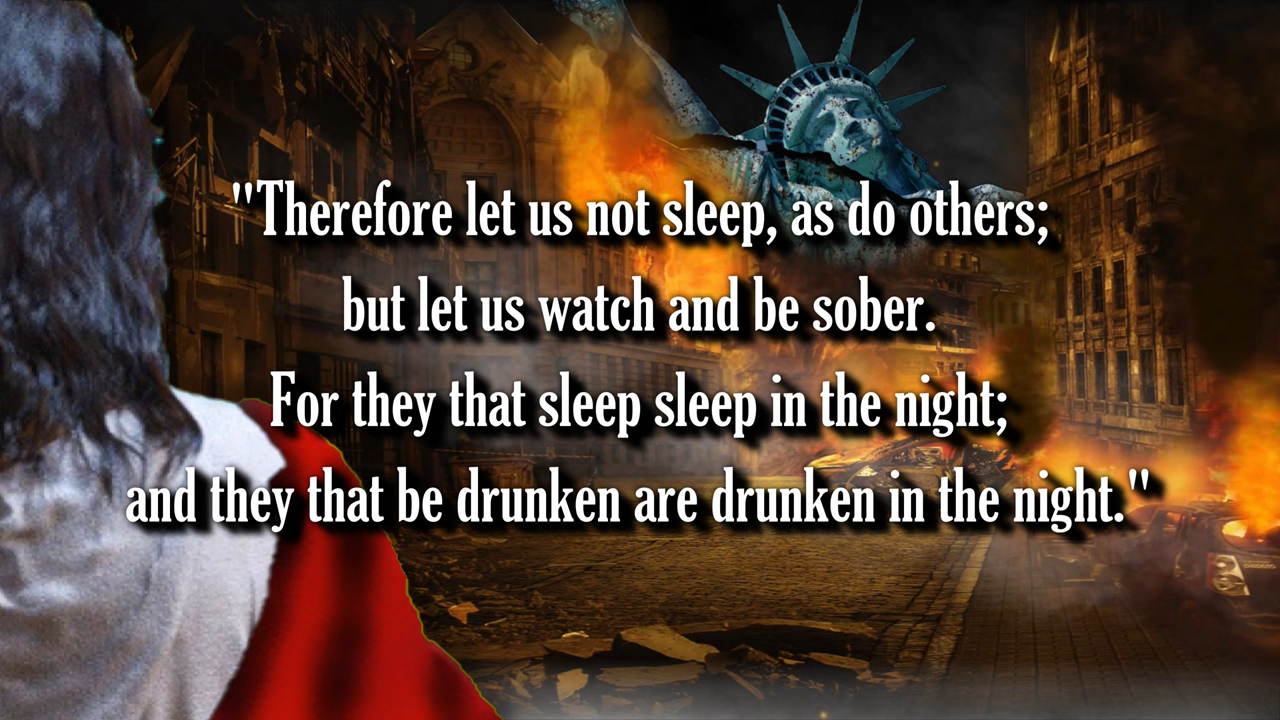 "Therefore let us not sleep, as do others;
but let us watch and be sober.
For they that sleep sleep in the night;
and they that be drunken are drunken in the night."